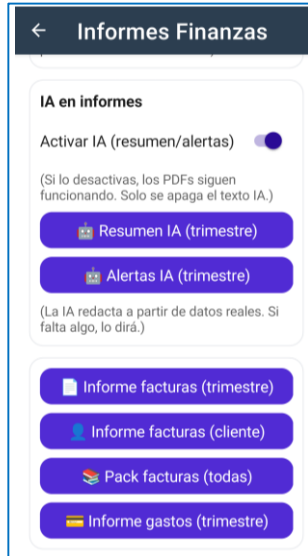 ← Informes Finanzas
IA en informes
Activar IA (resumen/alertas)
(Si lo desactivas, los PDFs siguen
funcionando. Solo se apaga el texto IA.)
🤖 Resumen IA (trimestre)
🤖 Alertas IA (trimestre)
(La IA redacta a partir de datos reales. Si
falta algo, lo dirá.)
📄 Informe facturas (trimestre)
👤 Informe facturas (cliente)
📚 Pack facturas (todas)
💳 Informe gastos (trimestre)